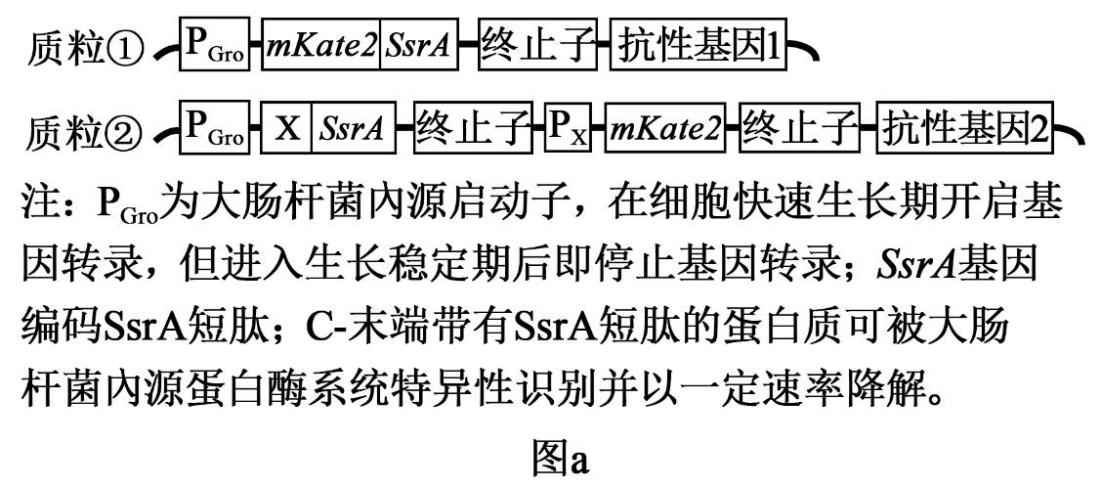 质粒① P_Gro mKate2 SsrA 终止子 抗性基因1
质粒② P_Gro X SsrA 终止子 P_X mKate2 终止子 抗性基因2
注：P_Gro为大肠杆菌内源启动子，在细胞快速生长期开启基
因转录，但进入生长稳定期后即停止基因转录；SsrA基因
编码SsrA短肽；C-末端带有SsrA短肽的蛋白质可被大肠
杆菌内源蛋白酶系统特异性识别并以一定速率降解。
图a